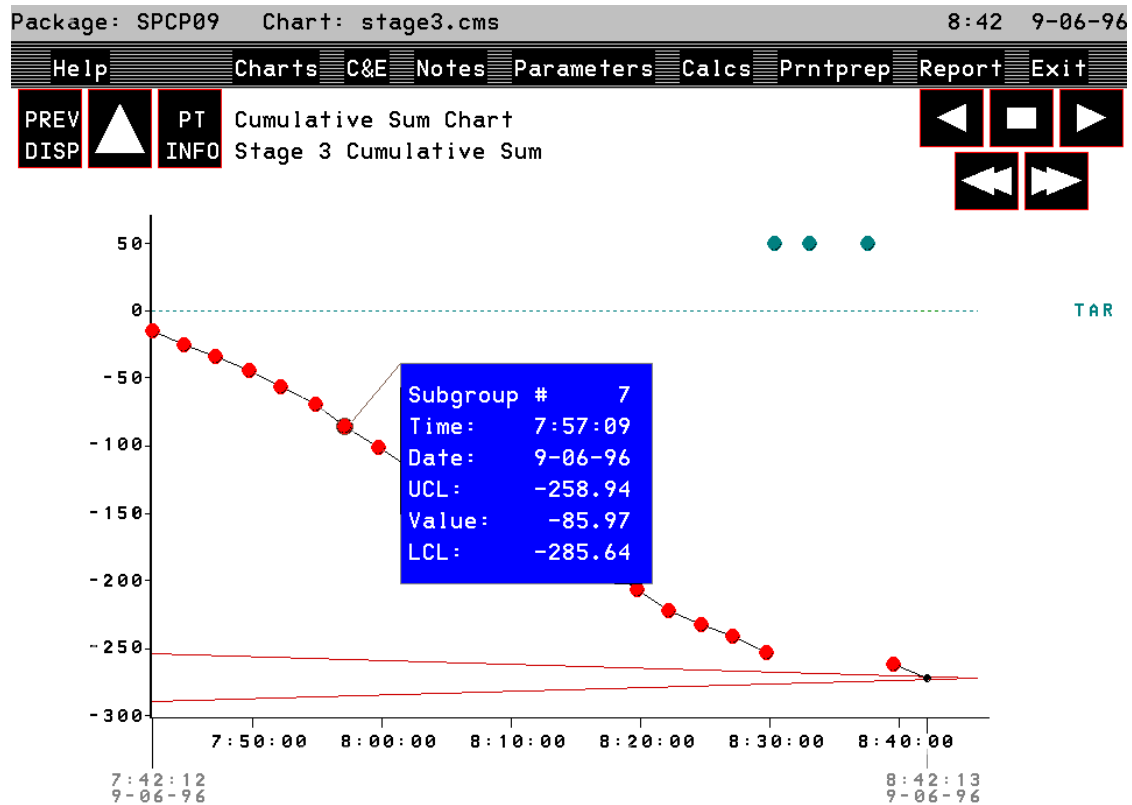 Package: SPCP09 Chart: stage3.cms 8:42 9-06-96
Help Charts C&E Notes Parameters Calcs Prntprep Report Exit
PREV DISP
PT INFO
Cumulative Sum Chart
Stage 3 Cumulative Sum
50
0
TAR
-50
-100
-150
-200
-250
-300
Subgroup # 7
Time: 7:57:09
Date: 9-06-96
UCL: -258.94
Value: -85.97
LCL: -285.64
7:50:00 8:00:00 8:10:00 8:20:00 8:30:00 8:40:00
7:42:12 8:42:13
9-06-96 9-06-96